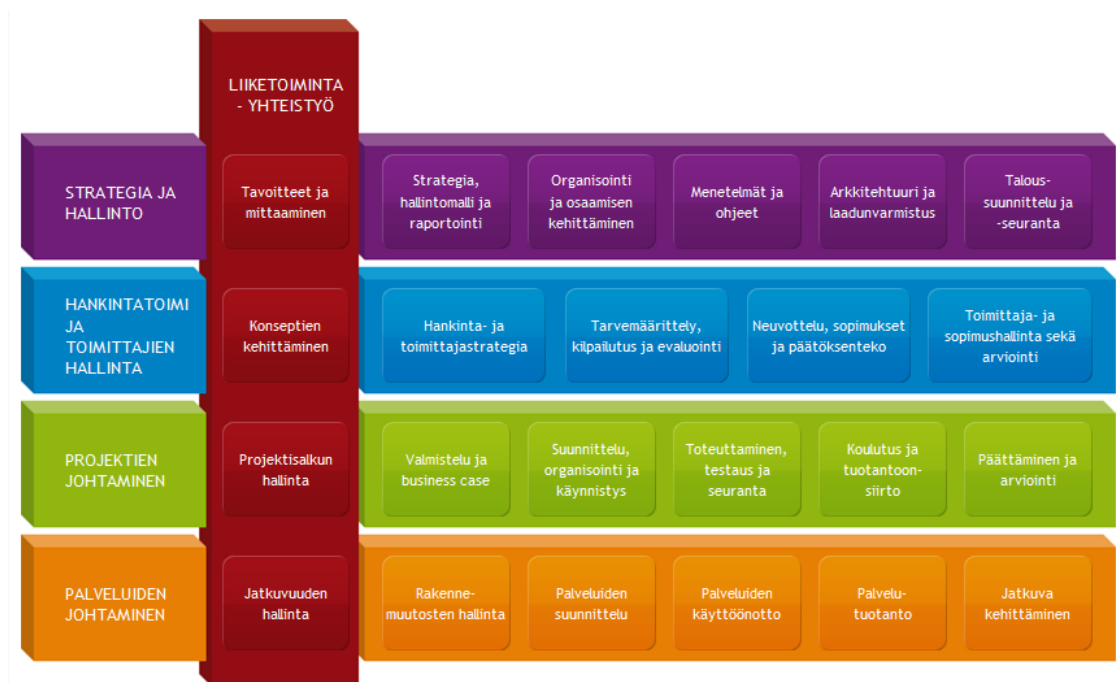 LIIKETOIMINTA
- YHTEISTYÖ
STRATEGIA JA
HALLINTO
Tavoitteet ja
mittaaminen
Strategia,
hallintomalli ja
raportointi
Organisointi
ja osaamisen
kehittäminen
Menetelmät ja
ohjeet
Arkkitehtuuri ja
laadunvarmistus
Talous-
suunnittelu ja
-seuranta
HANKINTATOIMI
JA
TOIMITTAJIEN
HALLINTA
Konseptien
kehittäminen
Hankinta- ja
toimittajastrategia
Tarvemäärittely,
kilpailutus ja evaluointi
Neuvottelu, sopimukset
ja päätöksenteko
Toimittaja- ja
sopimushallinta sekä
arviointi
PROJEKTIEN
JOHTAMINEN
Projektisalkun
hallinta
Valmistelu ja
business case
Suunnittelu,
organisointi ja
käynnistys
Toteuttaminen,
testaus ja
seuranta
Koulutus ja
tuotantoon-
siirto
Päättäminen ja
arviointi
PALVELUIDEN
JOHTAMINEN
Jatkuvuuden
hallinta
Rakenne-
muutosten hallinta
Palveluiden
suunnittelu
Palveluiden
käyttöönotto
Palvelu-
tuotanto
Jatkuva
kehittäminen